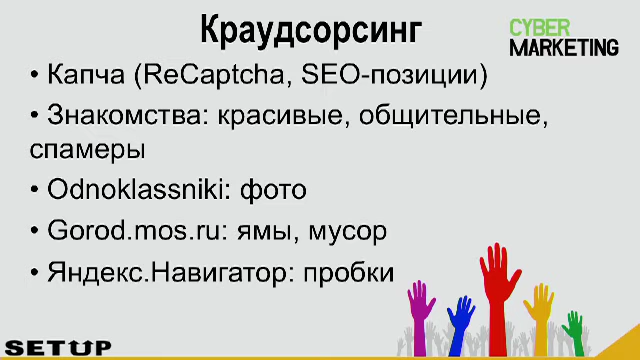 Краудсорсинг
CYBER
MARKETING
• Капча (ReCaptcha, SEO-позиции)
• Знакомства: красивые, общительные,
спамеры
• Odnoklassniki: фото
• Gorod.mos.ru: ямы, мусор
• Яндекс.Навигатор: пробки
SETUP